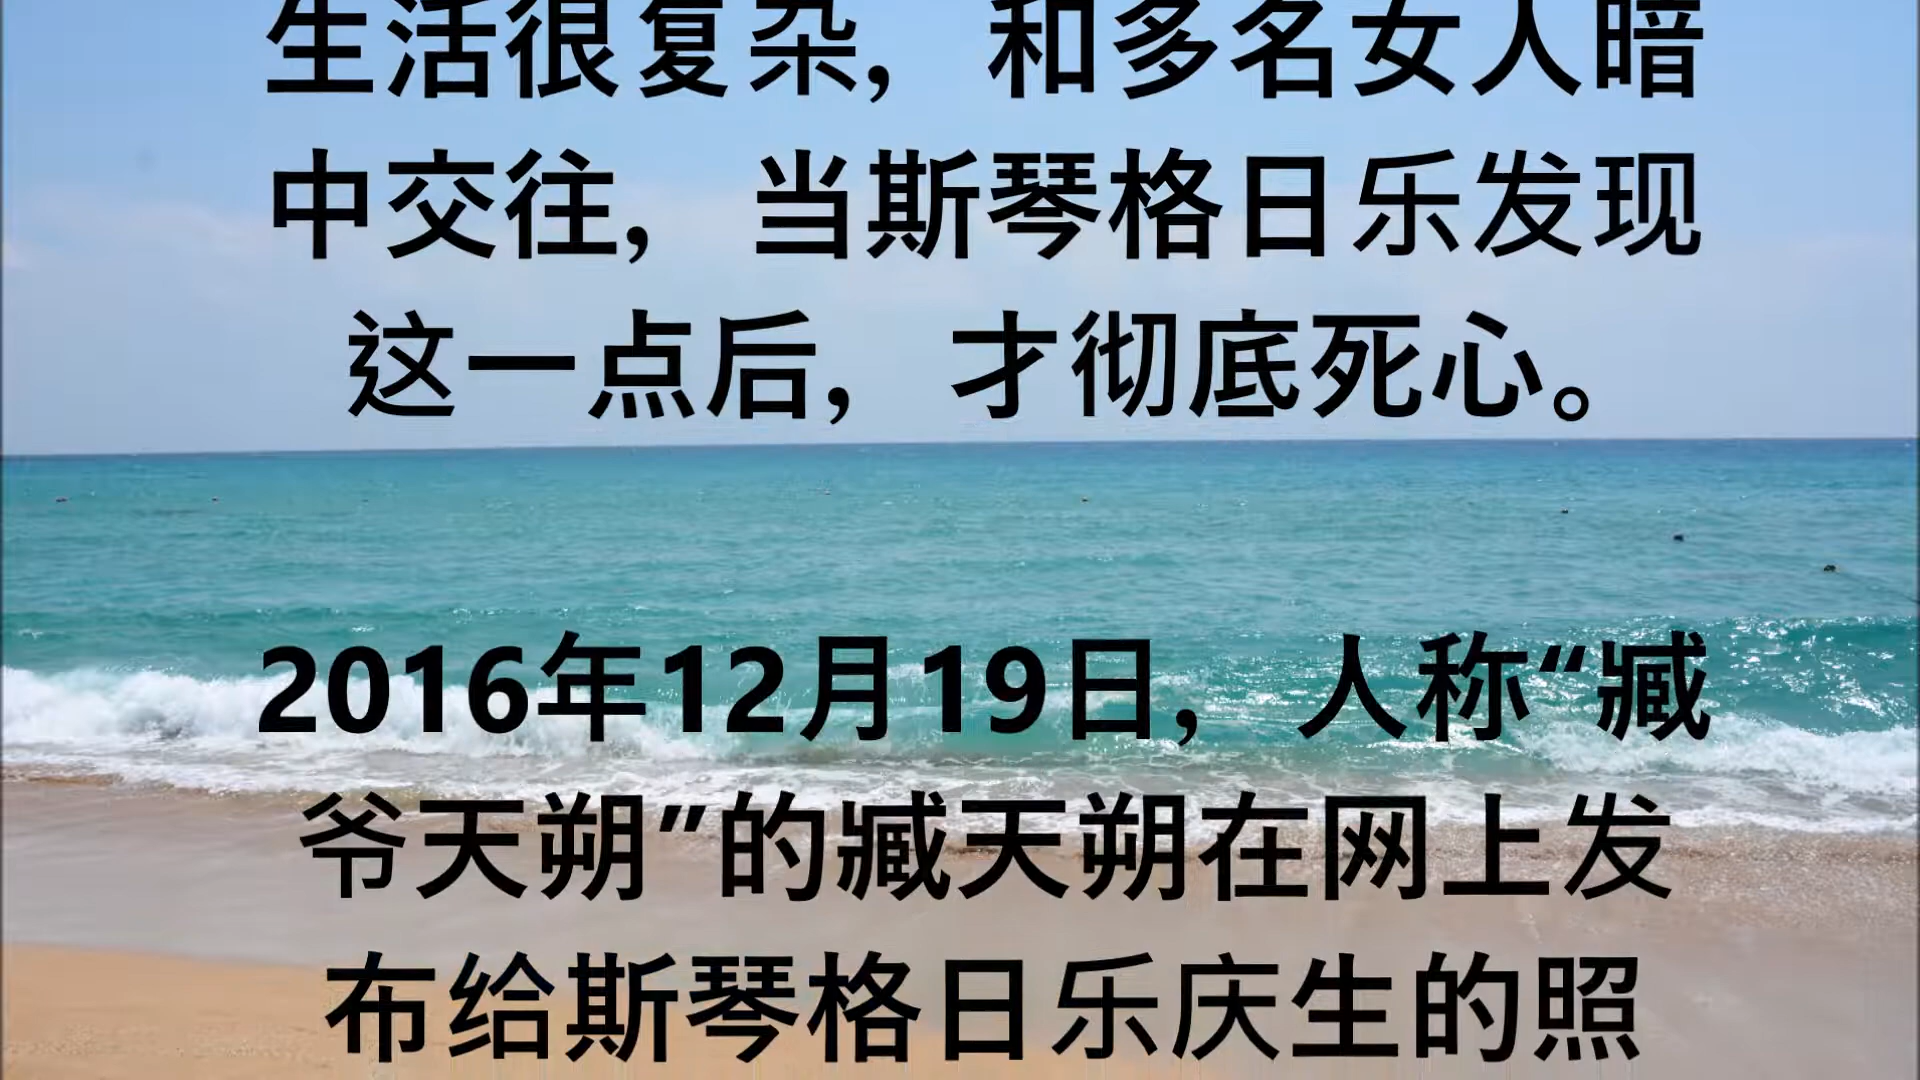 生活很复杂，和多名女人暗
中交往，当斯琴格日乐发现
这一点后，才彻底死心。
2016年12月19日，人称“臧
爷天朔”的臧天朔在网上发
布给斯琴格日乐庆生的照